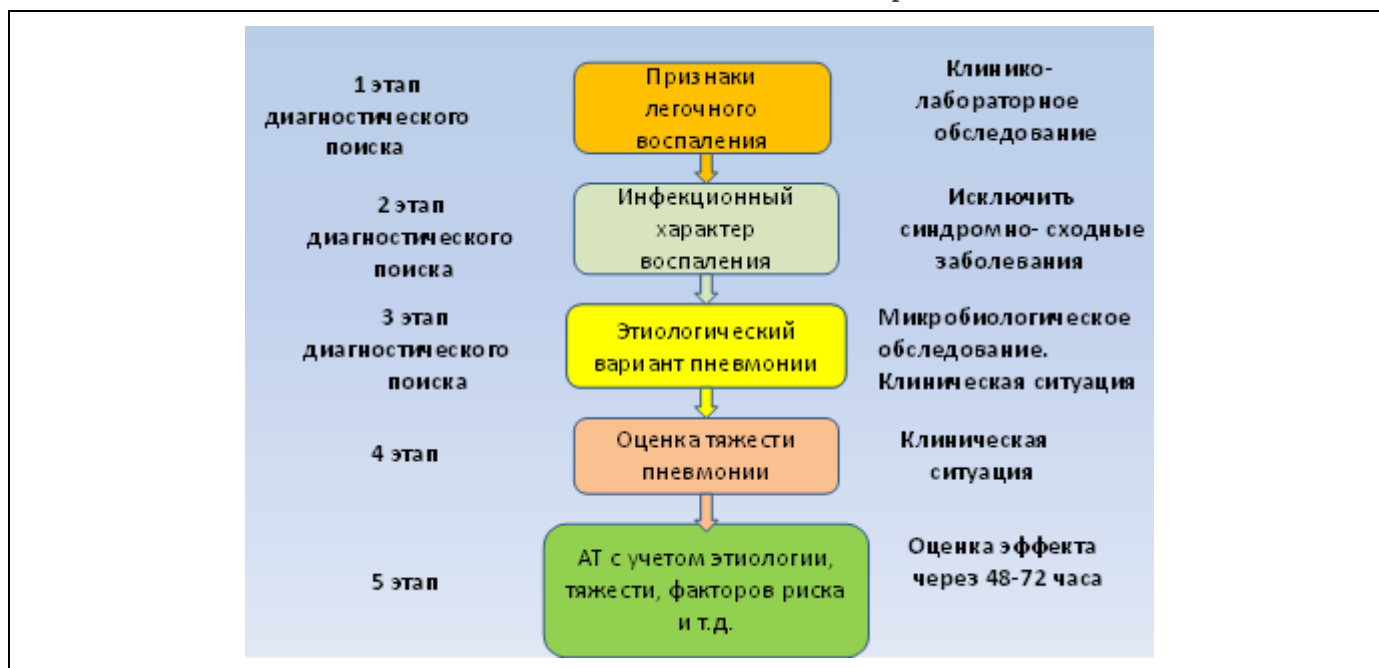 1 этап
диагностического
поиска
Признаки
легочного
воспаления
Клинико-
лабораторное
обследование
2 этап
диагностического
поиска
Инфекционный
характер
воспаления
Исключить
синдромно- сходные
заболевания
3 этап
диагностического
поиска
Этиологический
вариант пневмонии
Микробиологическое
обследование.
Клиническая ситуация
4 этап
Оценка тяжести
пневмонии
Клиническая
ситуация
5 этап
АТ с учетом этиологии,
тяжести, факторов риска
и т.д.
Оценка эффекта
через 48-72 часа